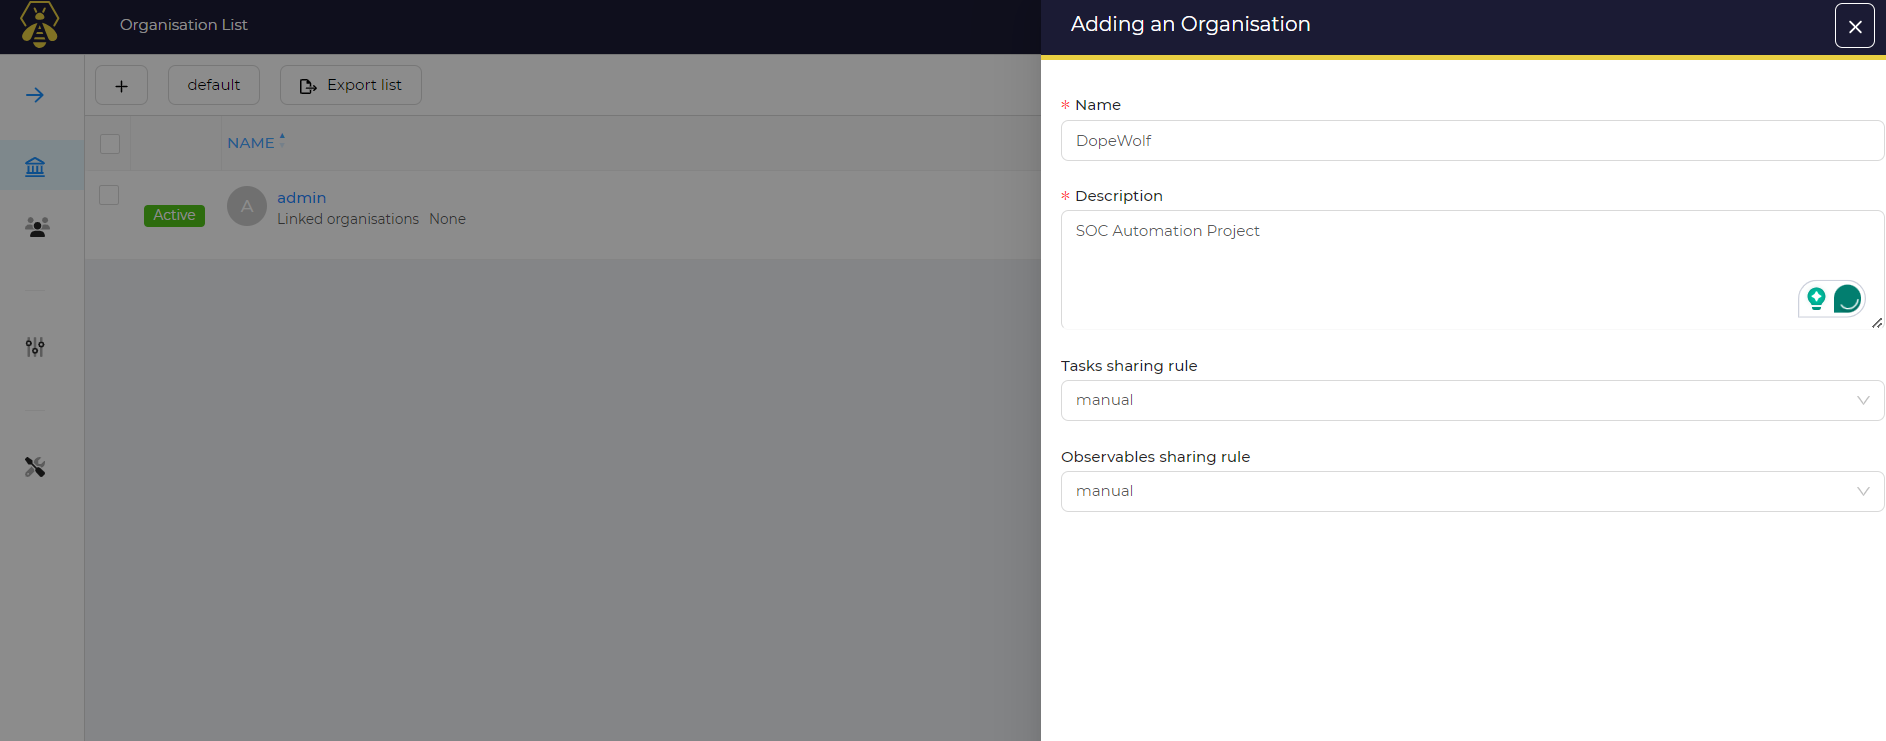 Organisation List
default
Export list
NAME
Active
A
admin
Linked organisations None
Adding an Organisation
* Name
DopeWolf
* Description
SOC Automation Project
Tasks sharing rule
manual
Observables sharing rule
manual